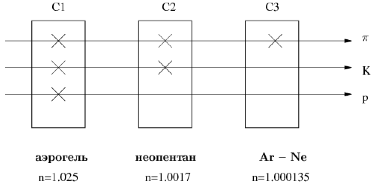 C1 C2 C3
π
K
p
аэрогель неопентан Ar – Ne
n=1.025 n=1.0017 n=1.000135